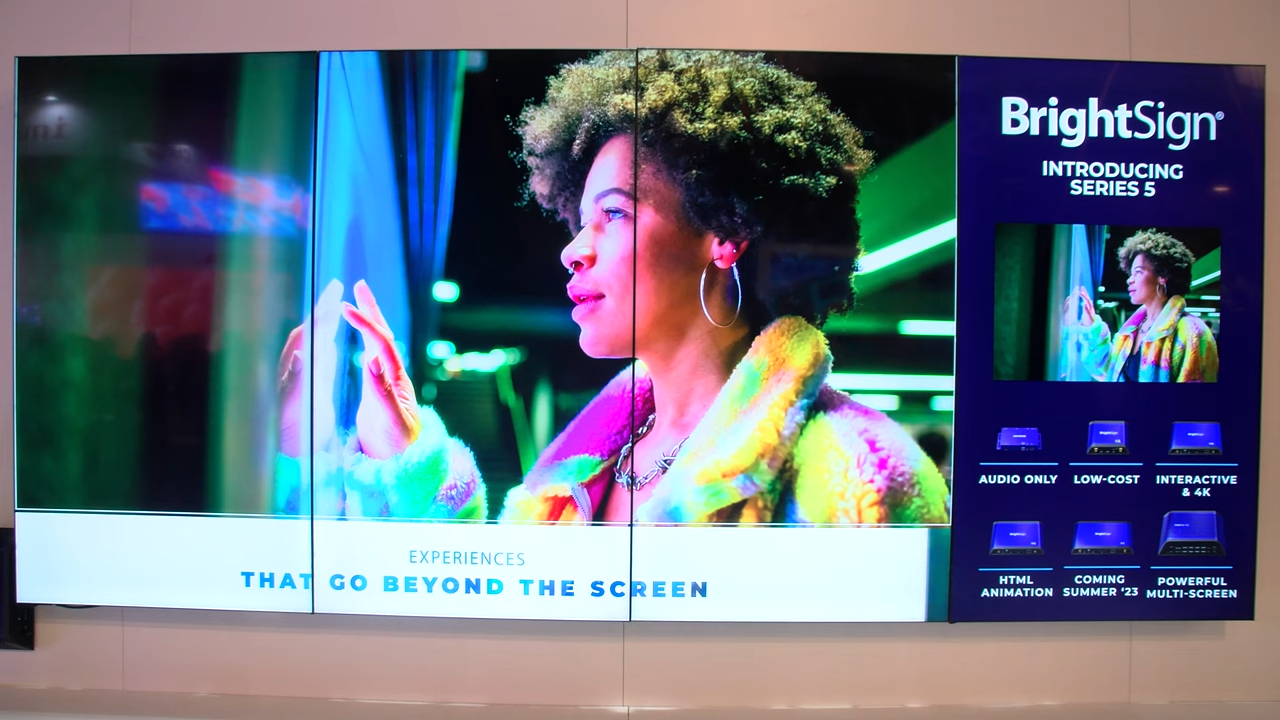 EXPERIENCES
THAT GO BEYOND THE SCREEN
BrightSign®
INTRODUCING
SERIES 5
AUDIO ONLY
LOW-COST
INTERACTIVE
& 4K
HTML
ANIMATION
COMING
SUMMER ‘23
POWERFUL
MULTI-SCREEN